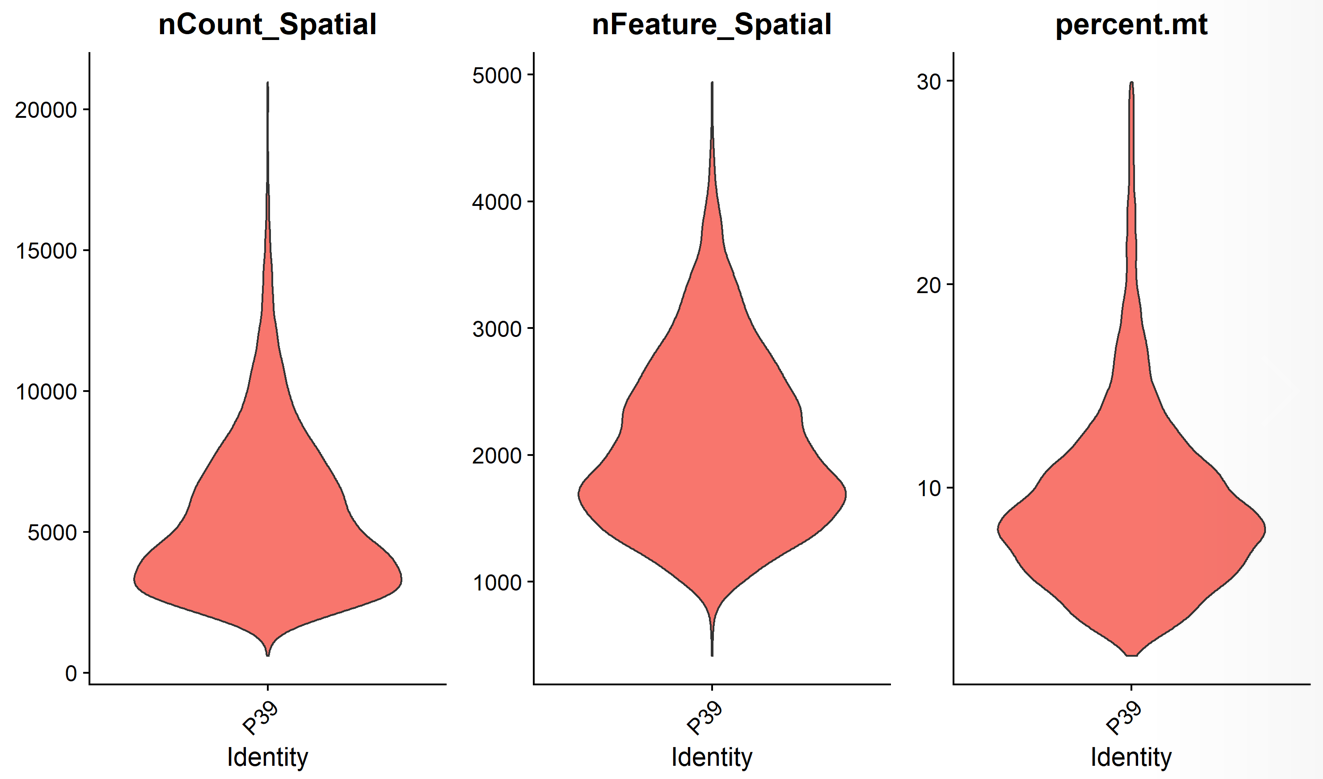 nCount_Spatial
20000
15000
10000
5000
0
P39
Identity
nFeature_Spatial
5000
4000
3000
2000
1000
P39
Identity
percent.mt
30
20
10
P39
Identity